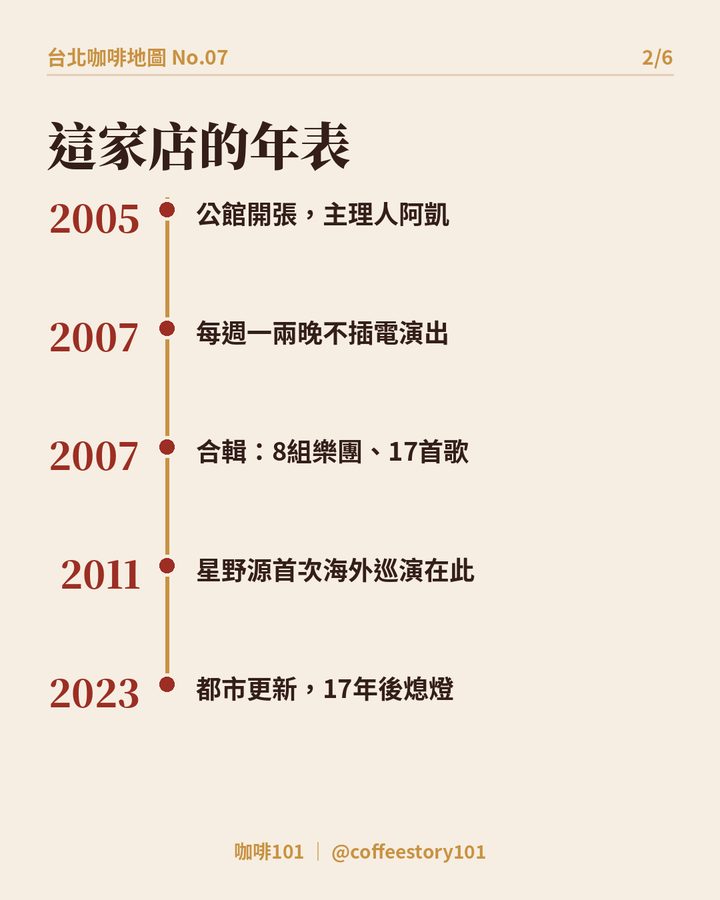 台北咖啡地圖 No.07 2/6
這家店的年表
2005 公館開張，主理人阿凱
2007 每週一兩晚不插電演出
2007 合輯：8組樂團、17首歌
2011 星野源首次海外巡演在此
2023 都市更新，17年後熄燈
咖啡101｜@coffeestory101